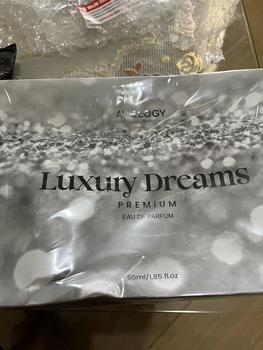 Luxury Dreams
PREMIUM
EAU DE PARFUM
55ml/1,85 fl.oz